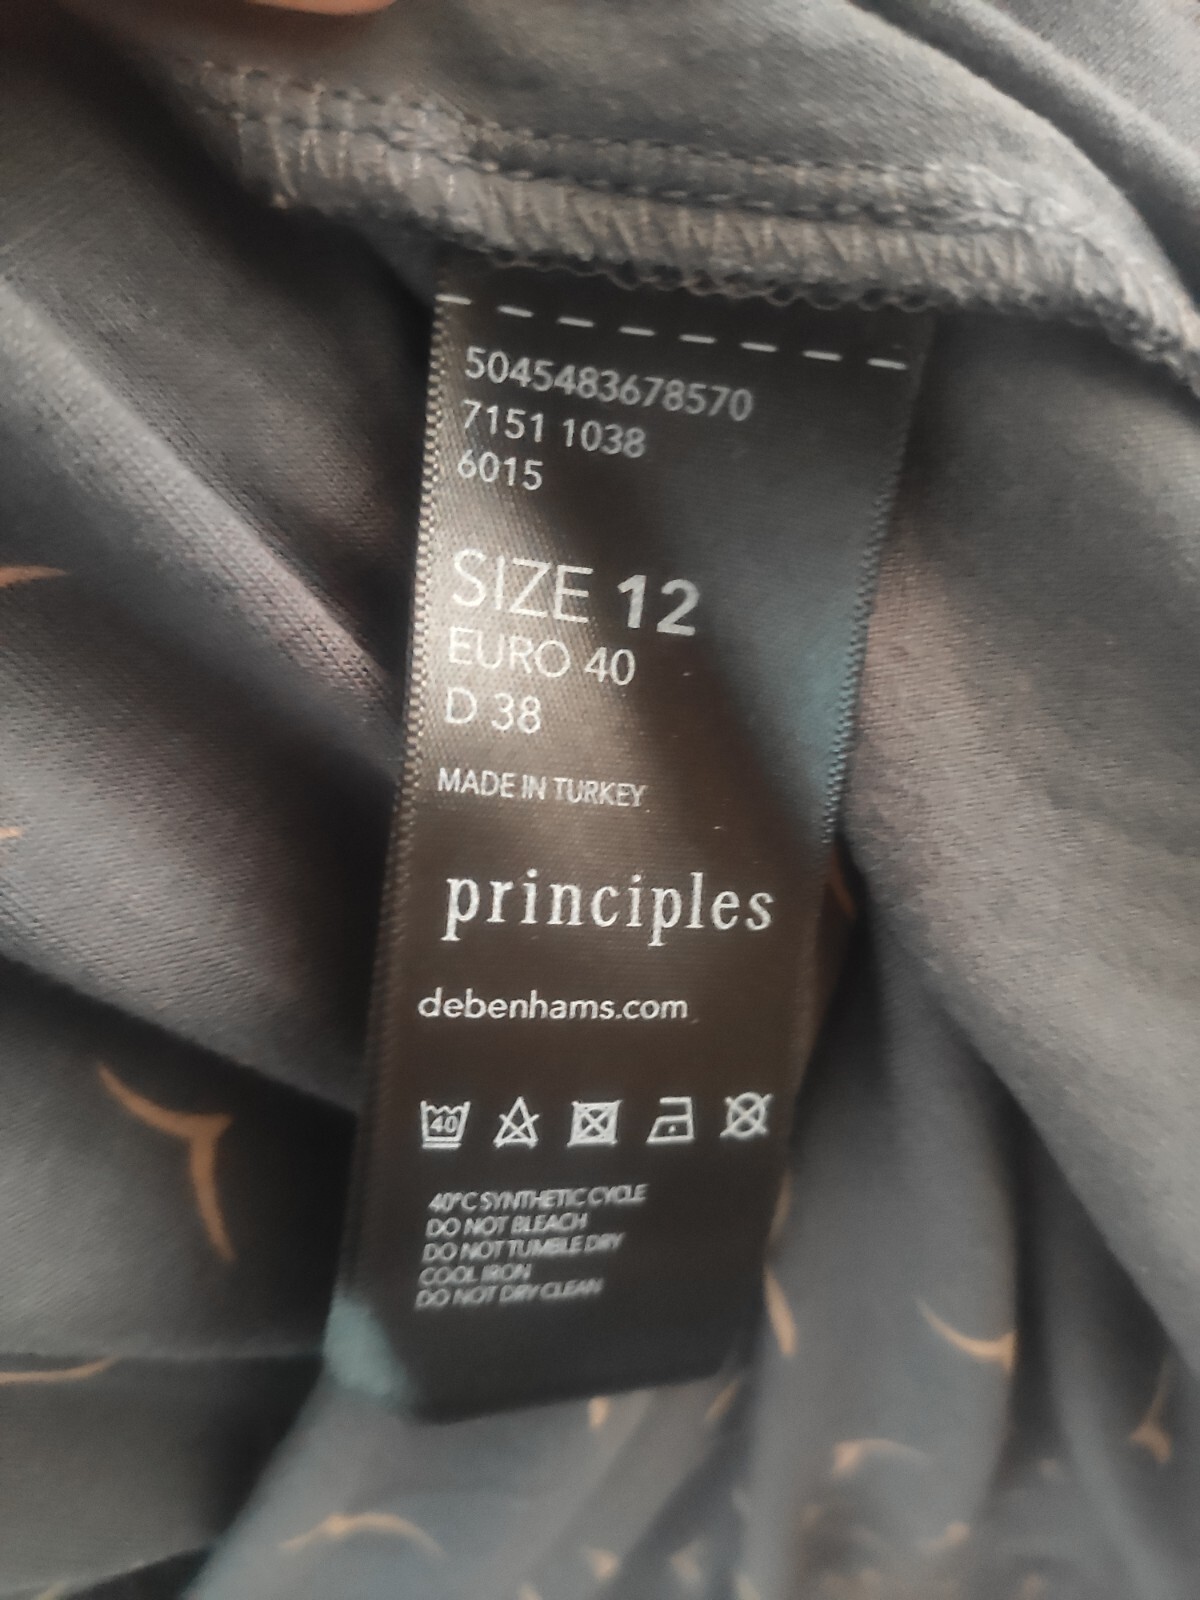 5045483678570
7151 1038
6015
SIZE 12
EURO 40
D 38
MADE IN TURKEY
principles
debenhams.com
40
40°C SYNTHETIC CYCLE
DO NOT BLEACH
DO NOT TUMBLE DRY
COOL IRON
DO NOT DRY CLEAN